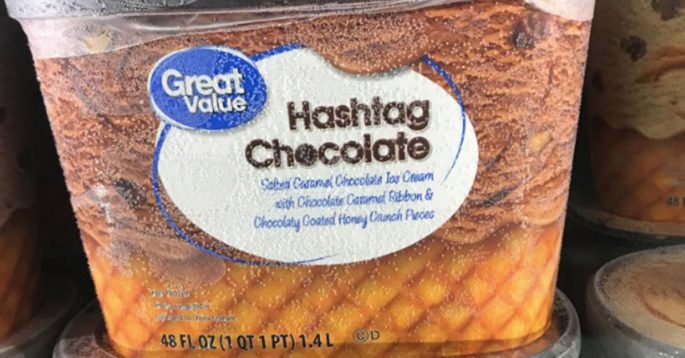 Great
Value
Hashtag
Chocolate
Salted Caramel Chocolate Ice Cream
with Chocolate Caramel Ribbon &
Chocolaty Coated Honey Crunch Pieces
48 FL OZ (1 QT 1 PT) 1.4 L
D
48